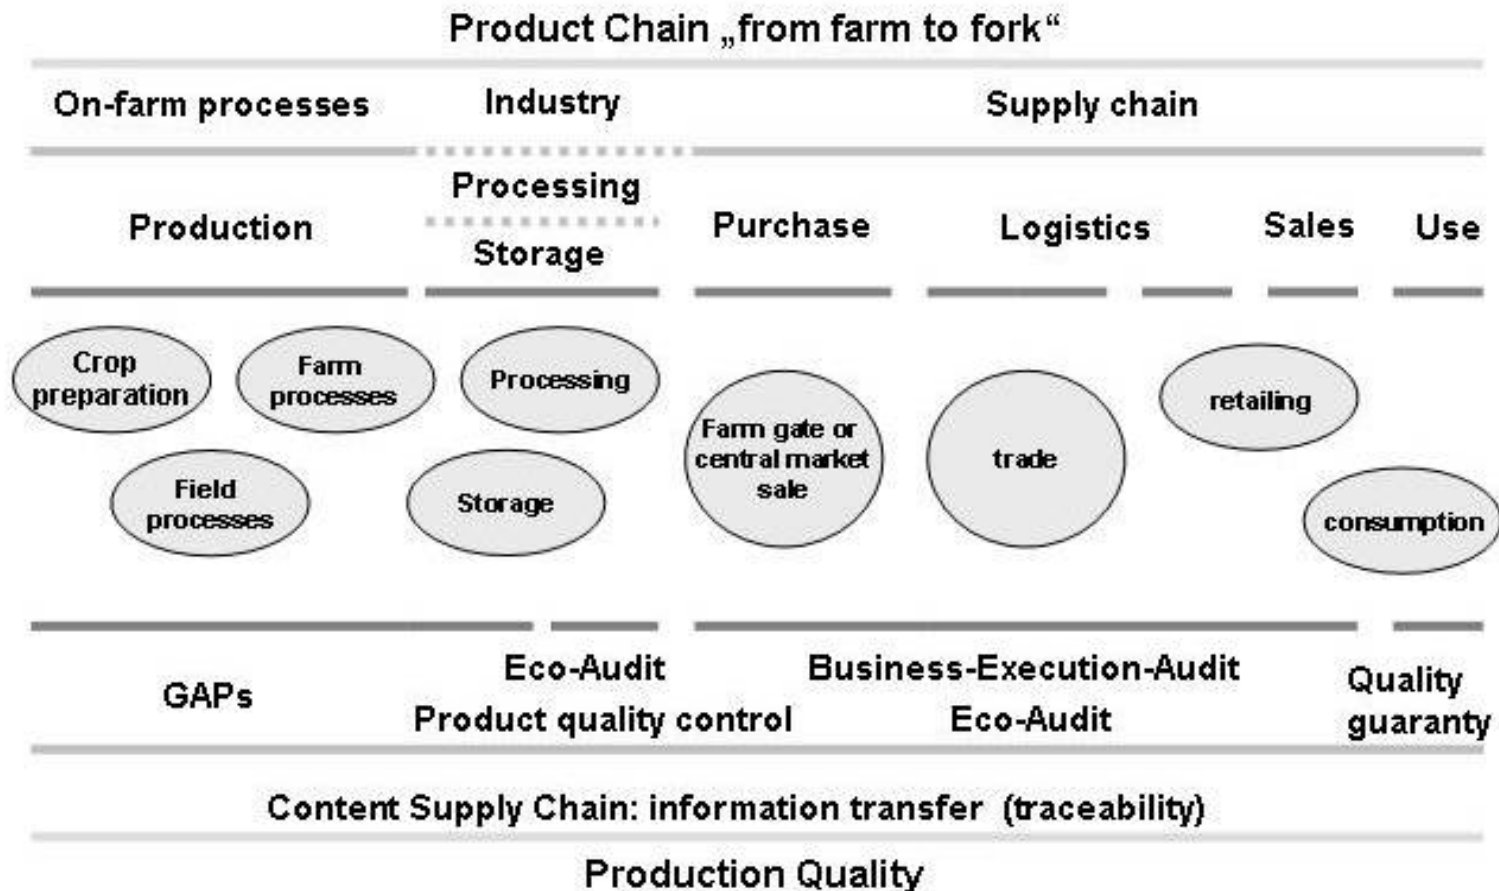 Product Chain „from farm to fork“
On-farm processes
Industry
Supply chain
Production
Processing
Storage
Purchase
Logistics
Sales
Use
Crop
preparation
Farm
processes
Processing
Field
processes
Storage
Farm gate or
central market
sale
trade
retailing
consumption
GAPs
Eco-Audit
Product quality control
Business-Execution-Audit
Eco-Audit
Quality
guaranty
Content Supply Chain: information transfer (traceability)
Production Quality